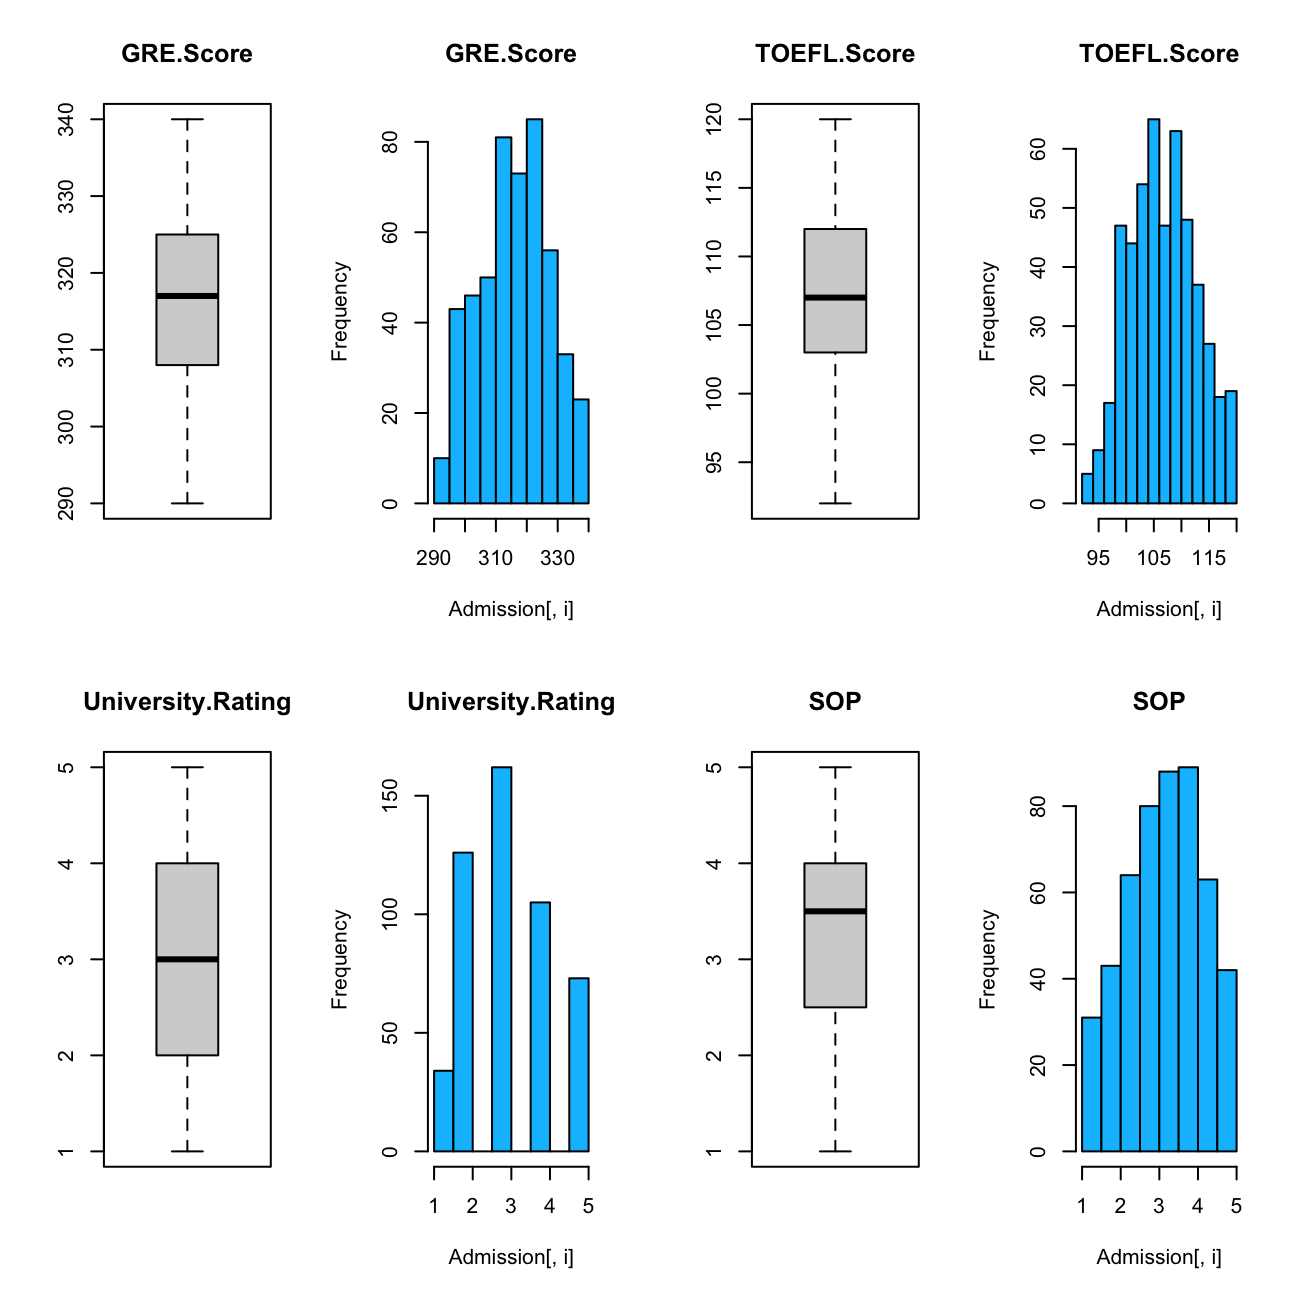 GRE.Score
340
330
320
310
300
290
GRE.Score
Frequency
80
60
40
20
0
290 310 330
Admission[, i]
TOEFL.Score
120
115
110
105
100
95
TOEFL.Score
Frequency
60
50
40
30
20
10
0
95 105 115
Admission[, i]
University.Rating
5
4
3
2
1
University.Rating
Frequency
150
100
50
0
1 2 3 4 5
Admission[, i]
SOP
5
4
3
2
1
SOP
Frequency
80
60
40
20
0
1 2 3 4 5
Admission[, i]